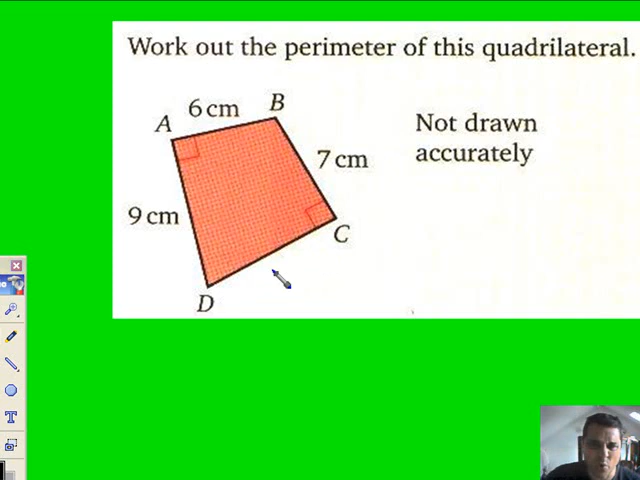 Work out the perimeter of this quadrilateral.
6 cm
B
A
Not drawn
accurately
7 cm
9 cm
C
D
T